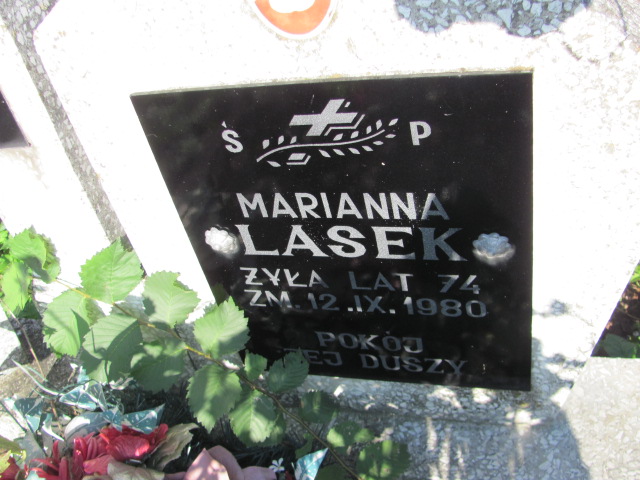 Ś P
MARIANNA
LASEK
ŻYŁA LAT 74
ZM. 12.IX.1980
POKÓJ
JEJ DUSZY